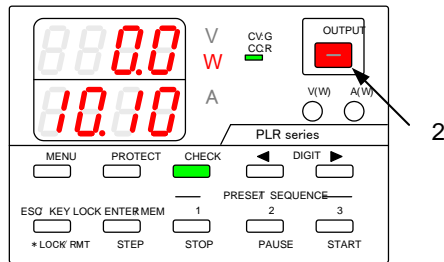 0.0
V
W
A
CV:G
CC:R
OUTPUT
10.10
V(W) A(W)
2
PLR series
MENU PROTECT CHECK ◄ DIGIT ►
PRESET SEQUENCE
ESC KEY LOCK ENTER MEM 1 2 3
* LOCK/ RMT STEP STOP PAUSE START